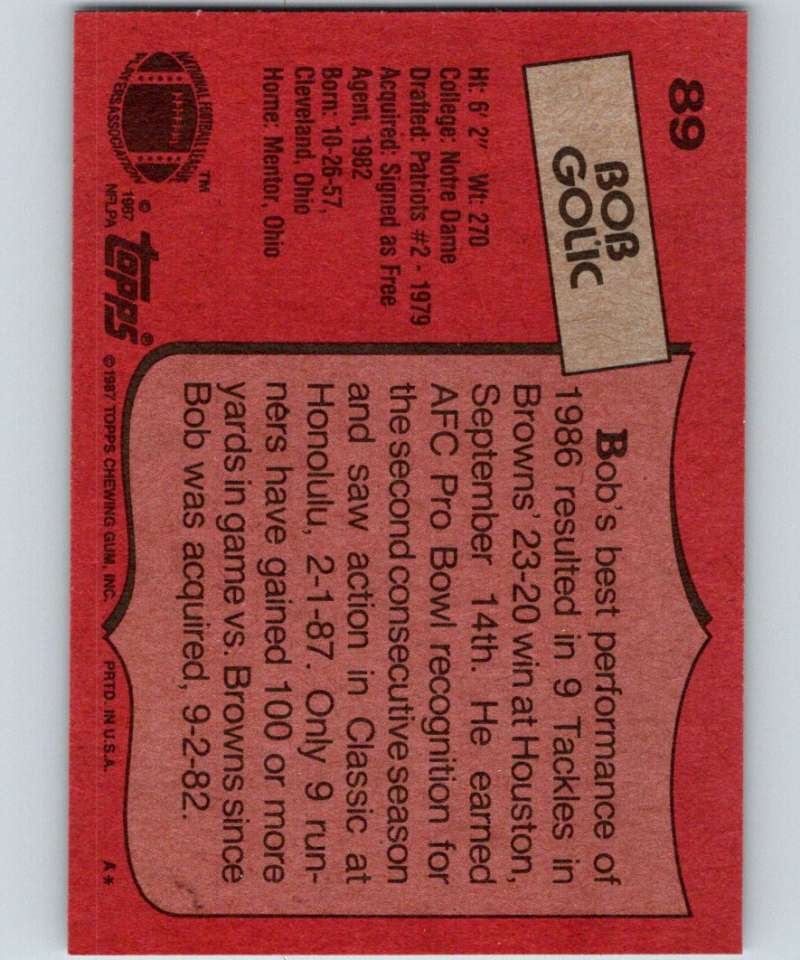 89
BOB
GOLIC
Ht: 6' 2" Wt: 270
College: Notre Dame
Drafted: Patriots #2 - 1979
Acquired: Signed as Free
Agent, 1982
Born: 10-26-57,
Cleveland, Ohio
Home: Mentor, Ohio
NATIONAL FOOTBALL LEAGUE
PLAYERS ASSOCIATION
TM
© 1987
NFLPA
topps®
Bob's best performance of
1986 resulted in 9 Tackles in
Browns' 23-20 win at Houston,
September 14th. He earned
AFC Pro Bowl recognition for
the second consecutive season
and saw action in Classic at
Honolulu, 2-1-87. Only 9 run-
ners have gained 100 or more
yards in game vs. Browns since
Bob was acquired, 9-2-82.
© 1987 TOPPS CHEWING GUM, INC. PRTD. IN U.S.A. A*